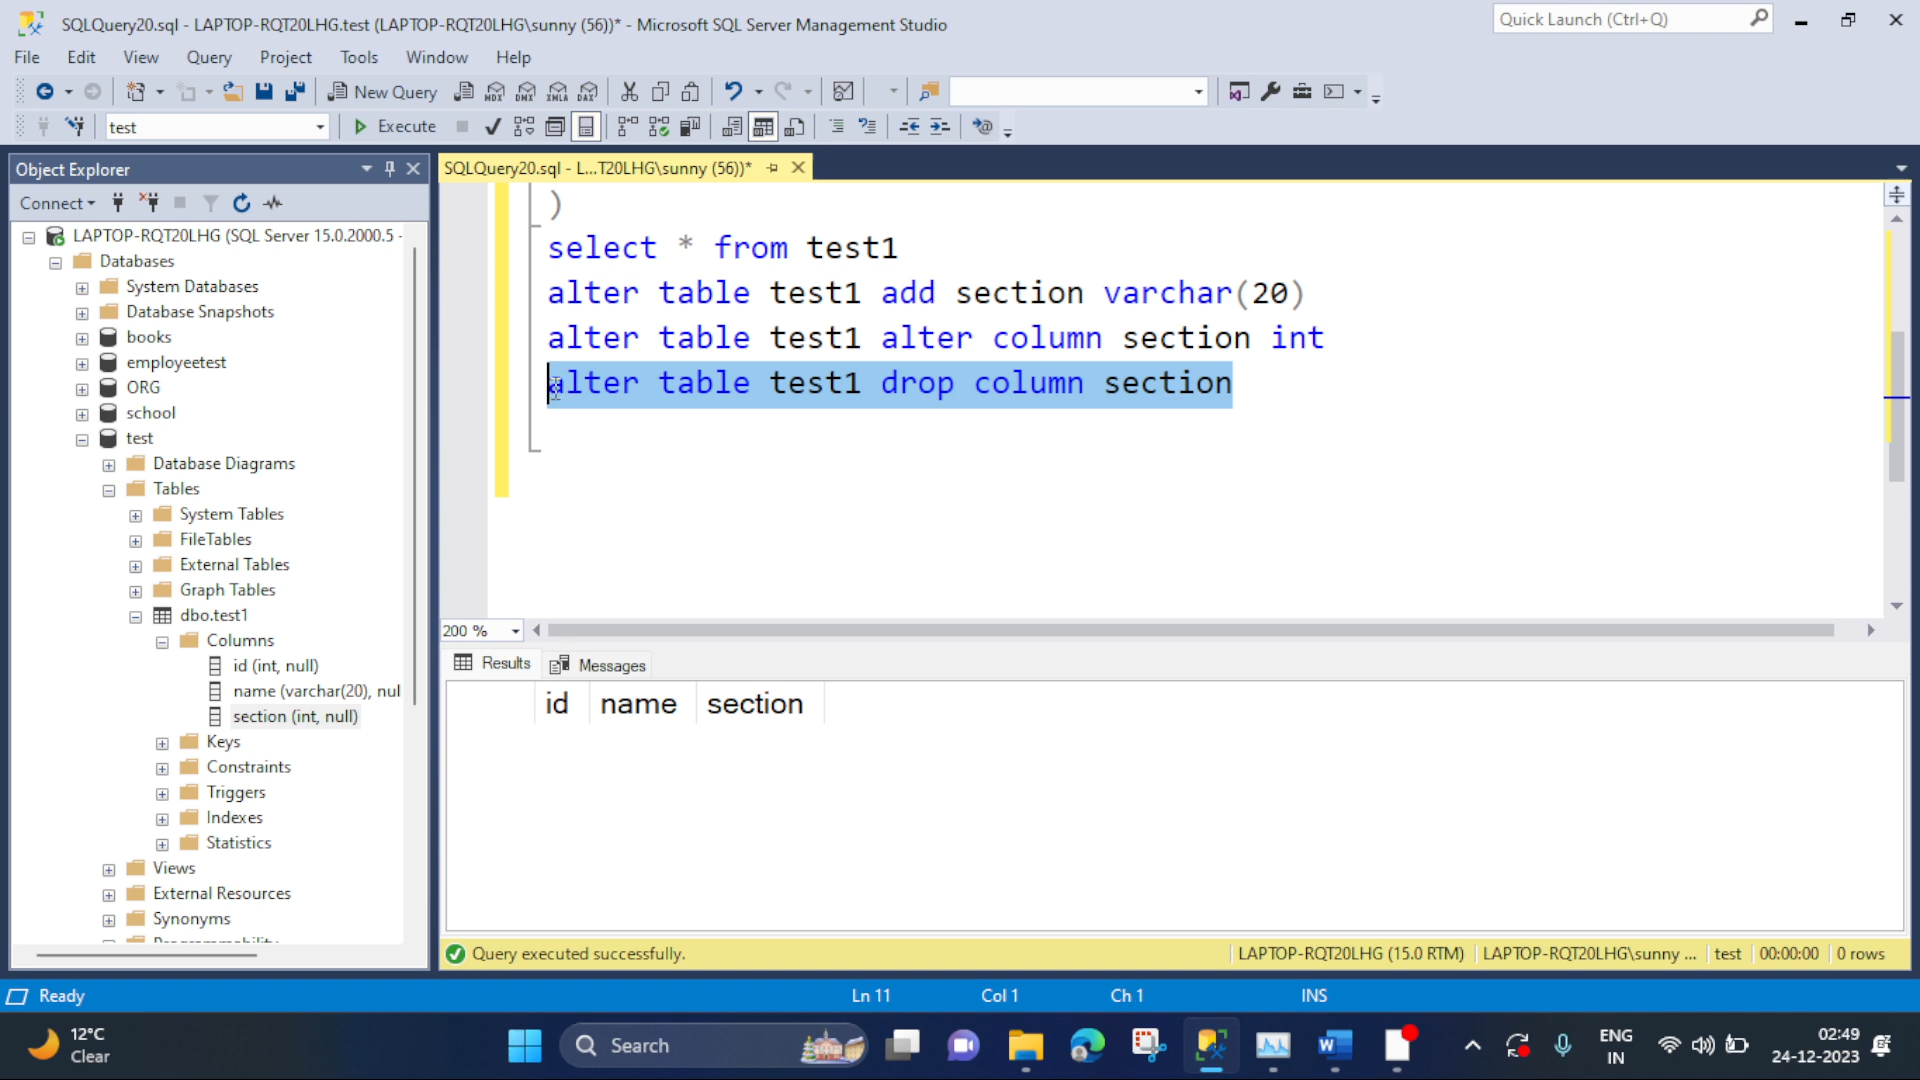 SQLQuery20.sql - LAPTOP-RQT20LHG.test (LAPTOP-RQT20LHG\sunny (56))* - Microsoft SQL Server Management Studio
Quick Launch (Ctrl+Q)
File Edit View Query Project Tools Window Help
New Query
MDX DMX XMLA DAX
test
Execute
Object Explorer
SQLQuery20.sql - L...T20LHG\sunny (56))*
Connect
LAPTOP-RQT20LHG (SQL Server 15.0.2000.5 -
Databases
System Databases
Database Snapshots
books
employeetest
ORG
school
test
Database Diagrams
Tables
System Tables
FileTables
External Tables
Graph Tables
dbo.test1
Columns
id (int, null)
name (varchar(20), nul
section (int, null)
Keys
Constraints
Triggers
Indexes
Statistics
Views
External Resources
Synonyms
Programmability
)
select * from test1
alter table test1 add section varchar(20)
alter table test1 alter column section int
alter table test1 drop column section
200 %
Results Messages
id name section
Query executed successfully.
LAPTOP-RQT20LHG (15.0 RTM) LAPTOP-RQT20LHG\sunny ... test 00:00:00 0 rows
Ready Ln 11 Col 1 Ch 1 INS
12°C
Clear
Search
ENG
IN
02:49
24-12-2023